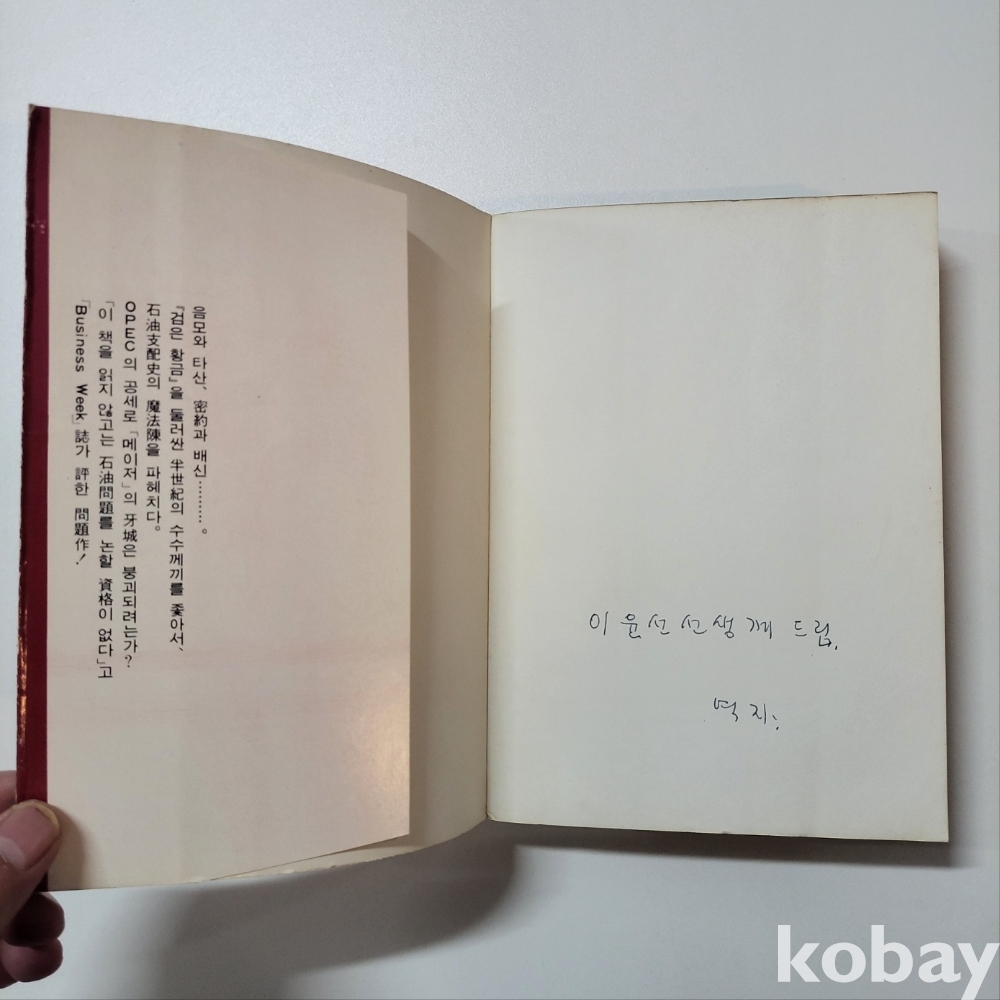 음모와 타산、密約과 배신………。
『검은 황금』을 둘러싼 半世紀의 수수께끼를 좇아서、
石油支配史의 魔法陳을 파헤치다。
OPEC의 공세로「메이저」의 牙城은 붕괴되려는가?
「이 책을 읽지 않고는 石油問題를 논할 資格이 없다」고
「Business Week」誌가 評한 問題作!
이윤선선생께 드림.
역자.
kobay